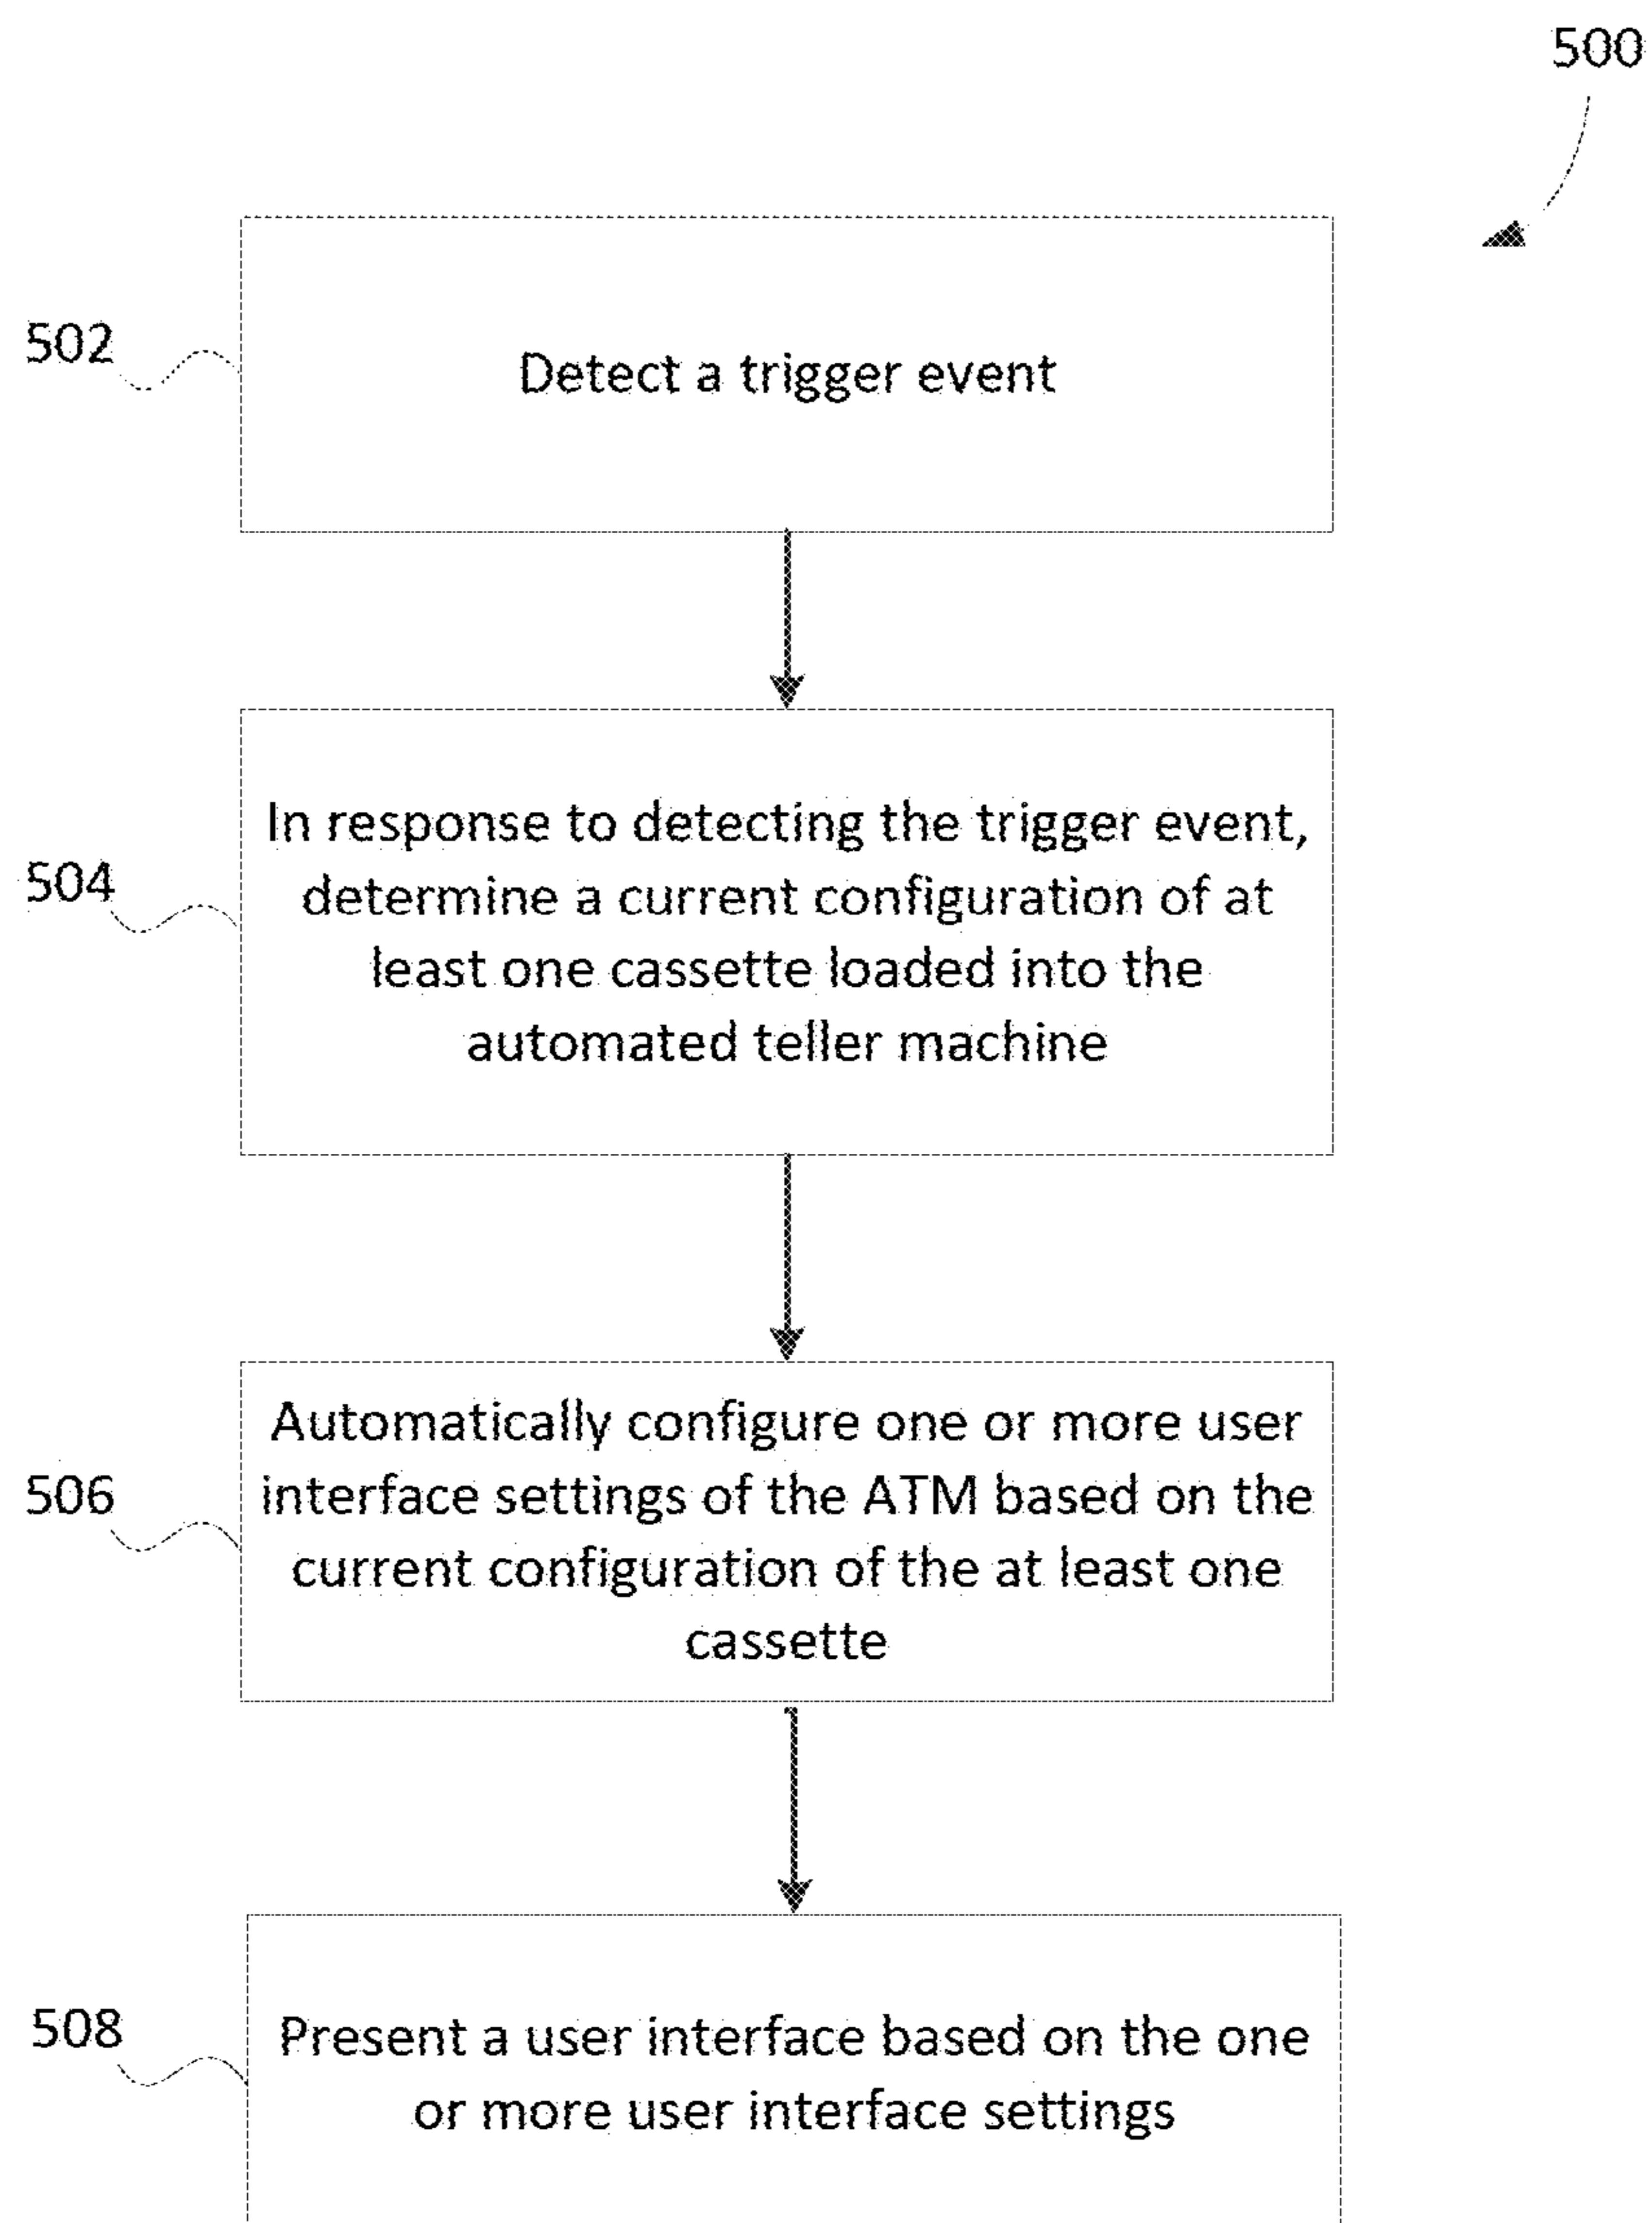 500
502
Detect a trigger event
504
In response to detecting the trigger event,
determine a current configuration of at
least one cassette loaded into the
automated teller machine
506
Automatically configure one or more user
interface settings of the ATM based on the
current configuration of the at least one
cassette
508
Present a user interface based on the one
or more user interface settings